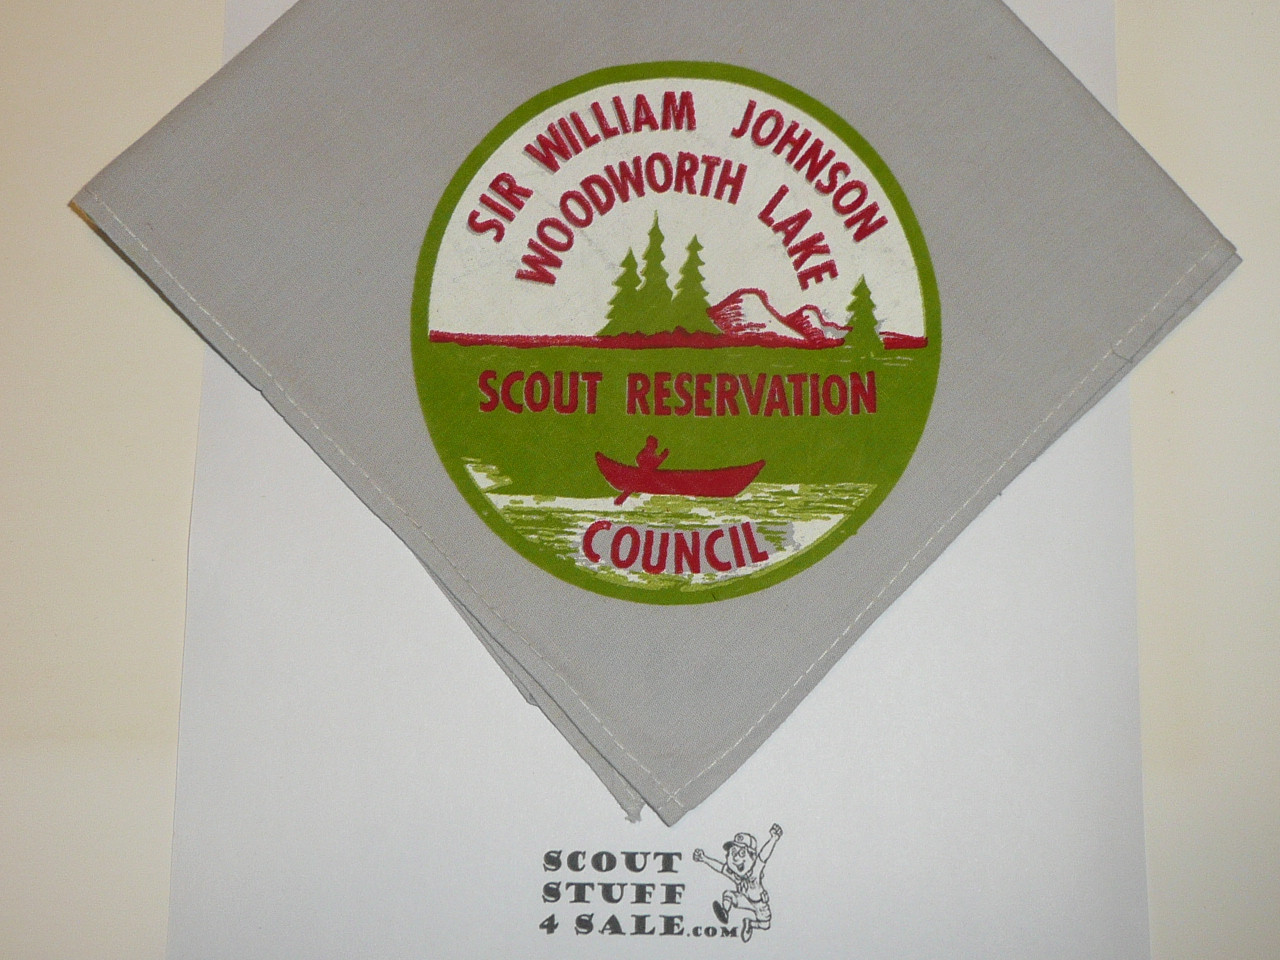 SIR WILLIAM JOHNSON
WOODWORTH LAKE
SCOUT RESERVATION
COUNCIL
SCOUT
STUFF
4 SALE.COM